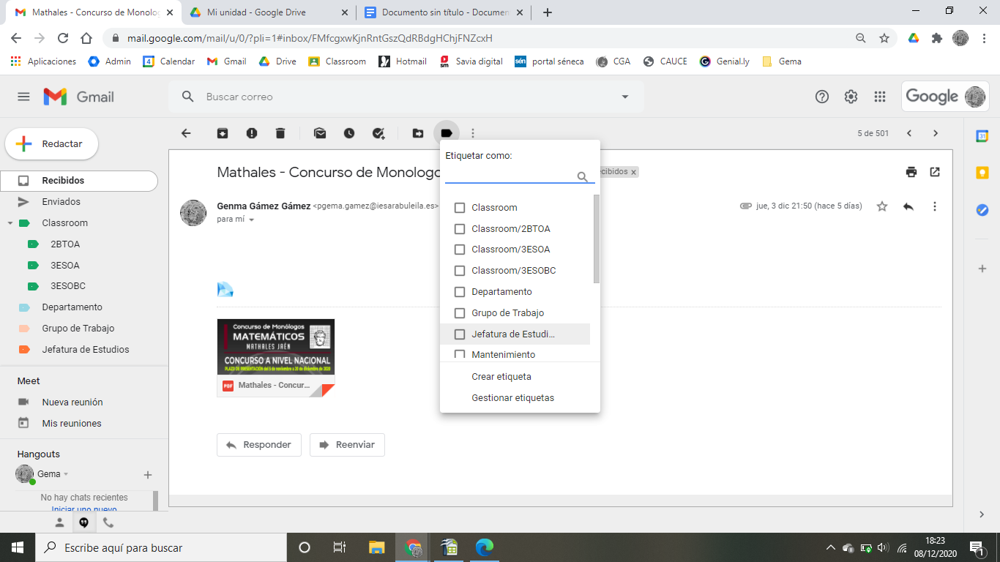 Mathales - Concurso de Monolog
Mi unidad - Google Drive
Documento sin título - Documen
mail.google.com/mail/u/0/?pli=1#inbox/FMfcgxwKjnRntGszQdRBdgHChjFNZcxH
Aplicaciones Admin Calendar Gmail Drive Classroom Hotmail Savia digital portal séneca CGA CAUCE Genial.ly Gema
Gmail
Buscar correo
Google
Redactar
5 de 501
Recibidos
Enviados
Classroom
2BTOA
3ESOA
3ESOBC
Departamento
Grupo de Trabajo
Jefatura de Estudios
Meet
Nueva reunión
Mis reuniones
Hangouts
Gema
No hay chats recientes
Iniciar uno nuevo
Mathales - Concurso de Monologo
ecibidos x
Genma Gámez Gámez <pgema.gamez@iesarabuleila.es>
para mí
jue, 3 dic 21:50 (hace 5 días)
Etiquetar como:
Classroom
Classroom/2BTOA
Classroom/3ESOA
Classroom/3ESOBC
Departamento
Grupo de Trabajo
Jefatura de Estudi...
Mantenimiento
Crear etiqueta
Gestionar etiquetas
Concurso de Monólogos
MATEMÁTICOS
MATHALES JAÉN
CONCURSO A NIVEL NACIONAL
PLAZO DE PRESENTACIÓN del 5 de noviembre a 20 de diciembre de 2020
PDF Mathales - Concur...
Responder
Reenviar
Escribe aquí para buscar
18:23
08/12/2020
1